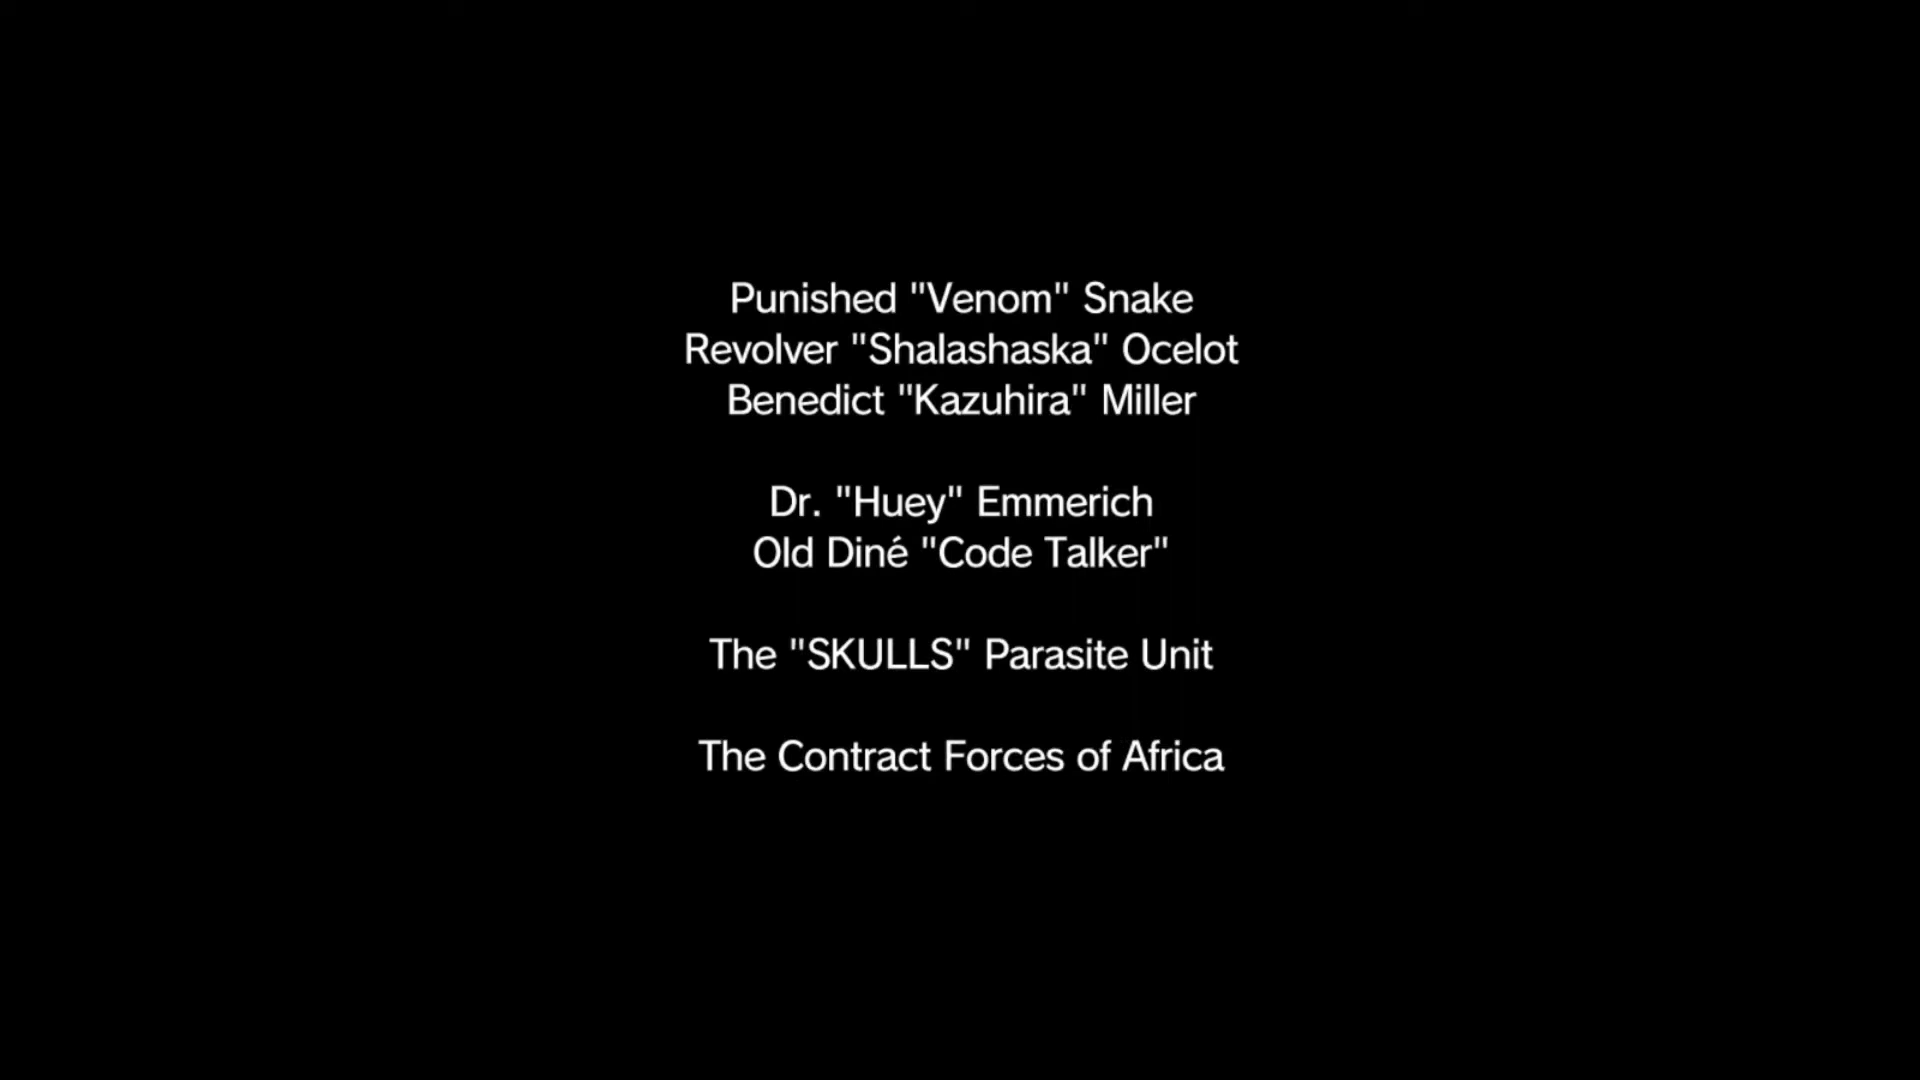 Punished "Venom" Snake
Revolver "Shalashaska" Ocelot
Benedict "Kazuhira" Miller
Dr. "Huey" Emmerich
Old Diné "Code Talker"
The "SKULLS" Parasite Unit
The Contract Forces of Africa